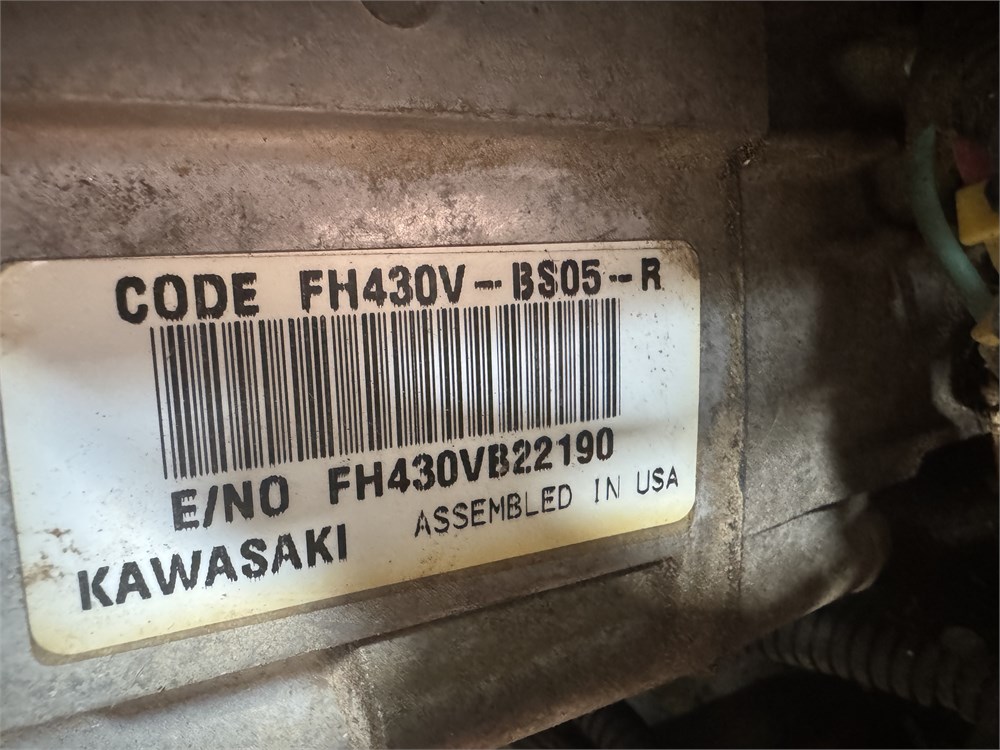 CODE FH430V-BS05-R
E/NO FH430VB22190
KAWASAKI ASSEMBLED IN USA